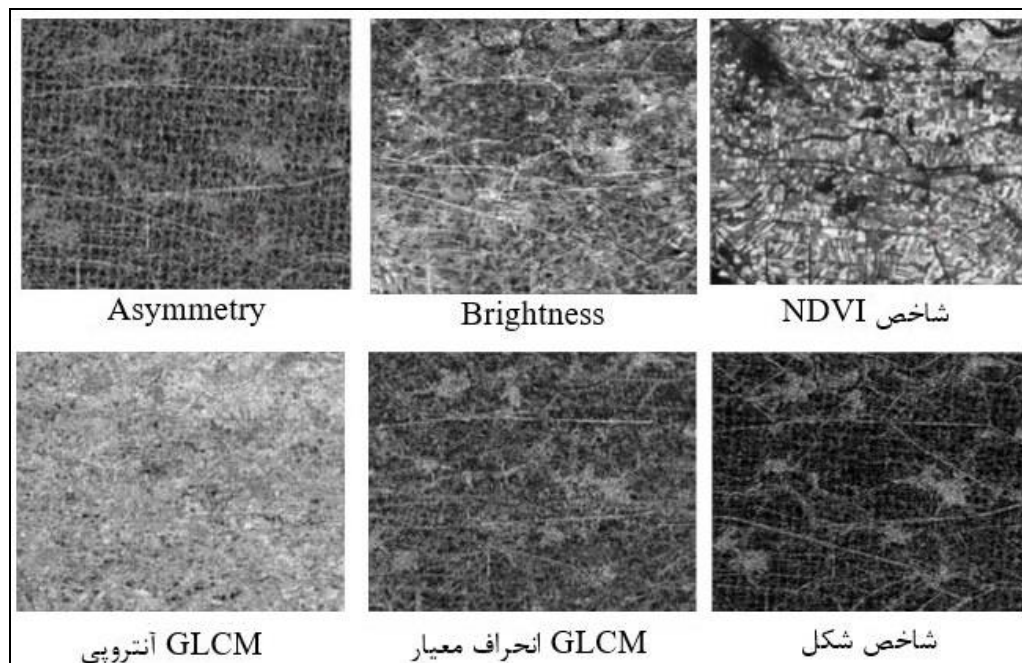 Asymmetry
Brightness
شاخص NDVI
GLCM آنتروپی
GLCM انحراف معیار
شاخص شکل